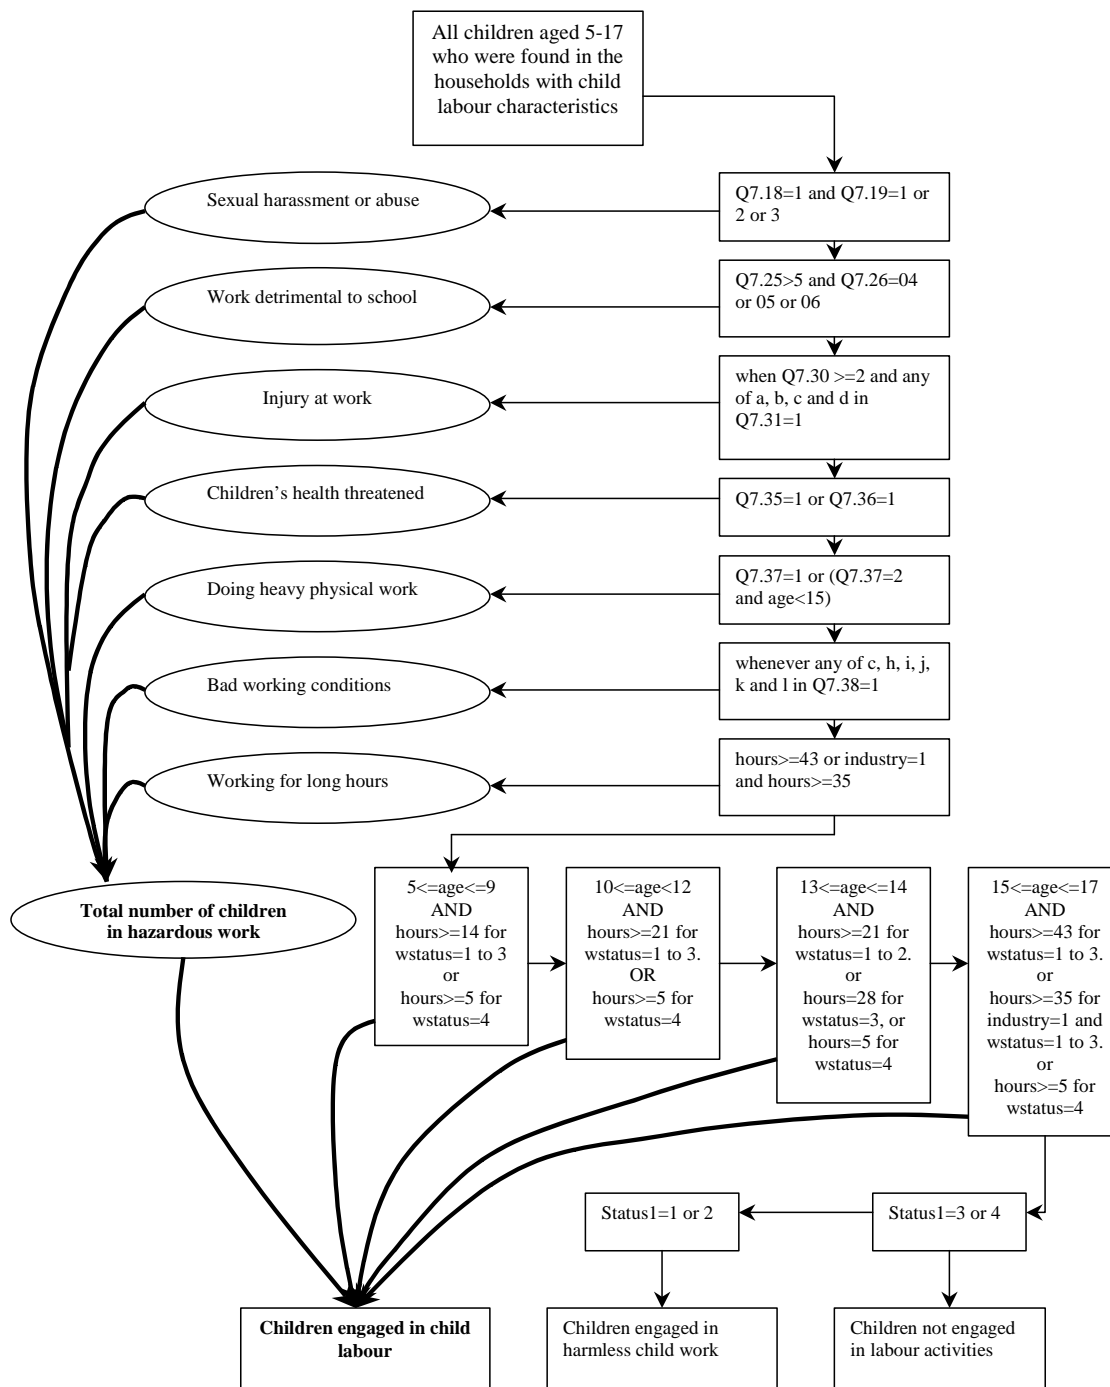 All children aged 5-17
who were found in the
households with child
labour characteristics
Sexual harassment or abuse
Q7.18=1 and Q7.19=1 or
2 or 3
Work detrimental to school
Q7.25>5 and Q7.26=04
or 05 or 06
Injury at work
when Q7.30 >=2 and any
of a, b, c and d in
Q7.31=1
Children's health threatened
Q7.35=1 or Q7.36=1
Doing heavy physical work
Q7.37=1 or (Q7.37=2
and age<15)
Bad working conditions
whenever any of c, h, i, j,
k and l in Q7.38=1
Working for long hours
hours>=43 or industry=1
and hours>=35
Total number of children
in hazardous work
5<=age<=9
AND
hours>=14 for
wstatus=1 to 3
or
hours>=5 for
wstatus=4
10<=age<12
AND
hours>=21 for
wstatus=1 to 3.
OR
hours>=5 for
wstatus=4
13<=age<=14
AND
hours>=21 for
wstatus=1 to 2.
or
hours=28 for
wstatus=3, or
hours=5 for
wstatus=4
15<=age<=17
AND
hours>=43 for
wstatus=1 to 3.
or
hours>=35 for
industry=1 and
wstatus=1 to 3.
or
hours>=5 for
wstatus=4
Status1=1 or 2
Status1=3 or 4
Children engaged in child
labour
Children engaged in
harmless child work
Children not engaged
in labour activities